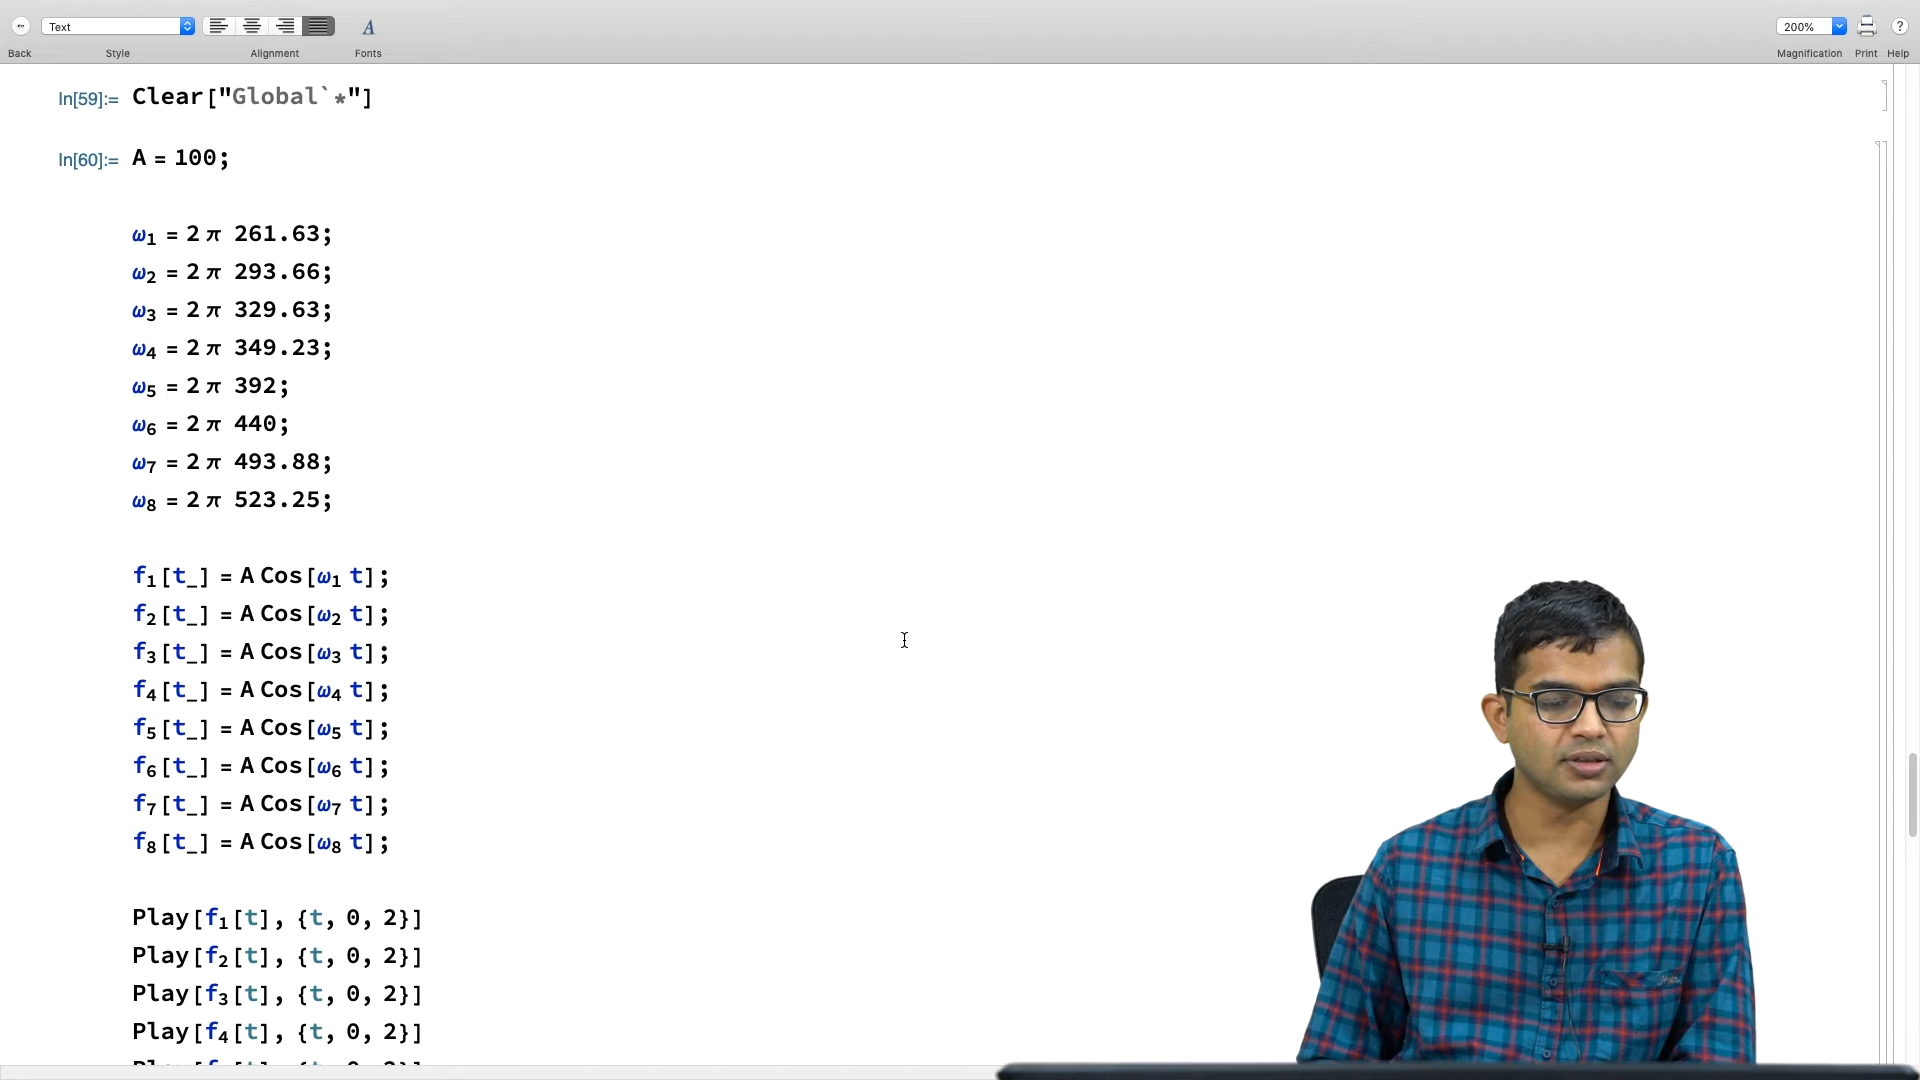 Text
200%
Back
Style
Alignment
Fonts
Magnification
Print
Help
In[59]:= Clear["Global`*"]
In[60]:= A = 100;
ω₁ = 2 π 261.63;
ω₂ = 2 π 293.66;
ω₃ = 2 π 329.63;
ω₄ = 2 π 349.23;
ω₅ = 2 π 392;
ω₆ = 2 π 440;
ω₇ = 2 π 493.88;
ω₈ = 2 π 523.25;
f₁[t_] = A Cos[ω₁ t];
f₂[t_] = A Cos[ω₂ t];
f₃[t_] = A Cos[ω₃ t];
f₄[t_] = A Cos[ω₄ t];
f₅[t_] = A Cos[ω₅ t];
f₆[t_] = A Cos[ω₆ t];
f₇[t_] = A Cos[ω₇ t];
f₈[t_] = A Cos[ω₈ t];
Play[f₁[t], {t, 0, 2}]
Play[f₂[t], {t, 0, 2}]
Play[f₃[t], {t, 0, 2}]
Play[f₄[t], {t, 0, 2}]